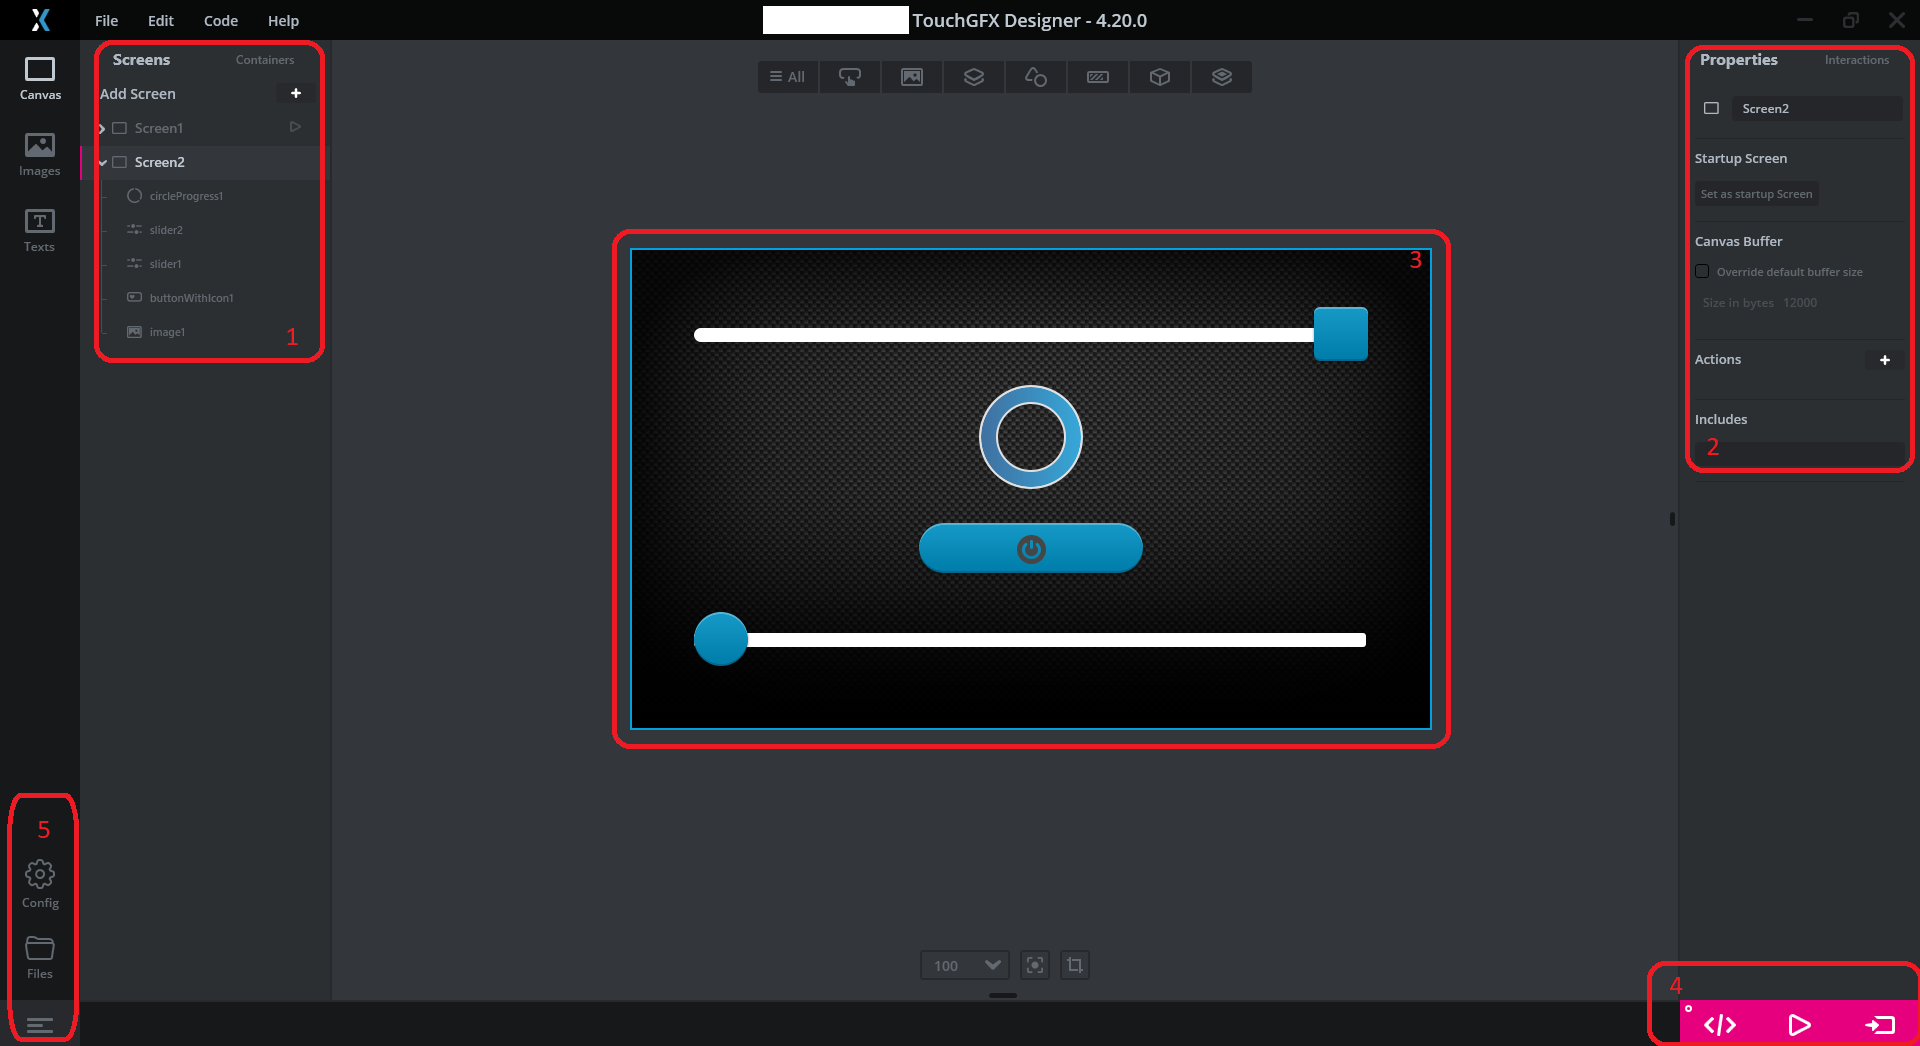 File Edit Code Help
TouchGFX Designer - 4.20.0
Canvas
Images
Texts
Screens Containers
Add Screen +
Screen1
Screen2
circleProgress1
slider2
slider1
buttonWithIcon1
image1
1
All
3
Properties Interactions
Screen2
Startup Screen
Set as startup Screen
Canvas Buffer
Override default buffer size
Size in bytes 12000
Actions +
Includes
2
5
Config
Files
100
4
</>